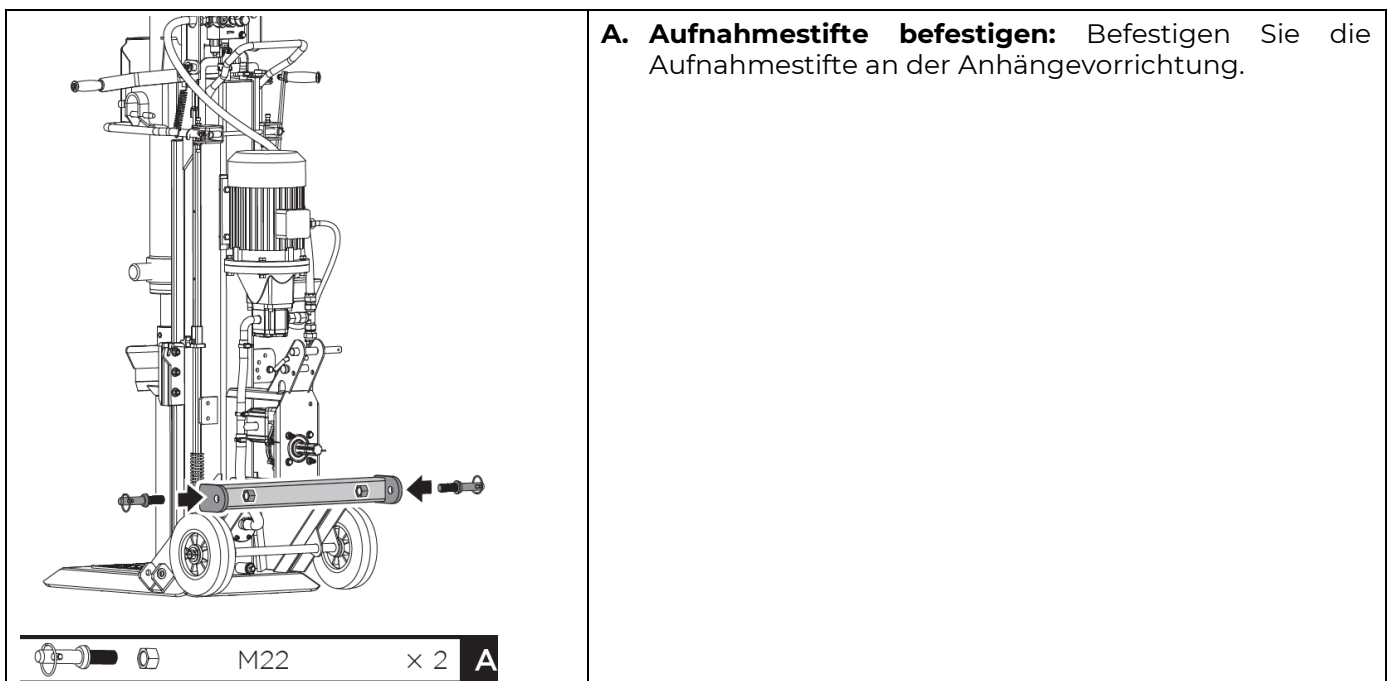 A. Aufnahmestifte befestigen: Befestigen Sie die
Aufnahmestifte an der Anhängevorrichtung.
M22 × 2 A